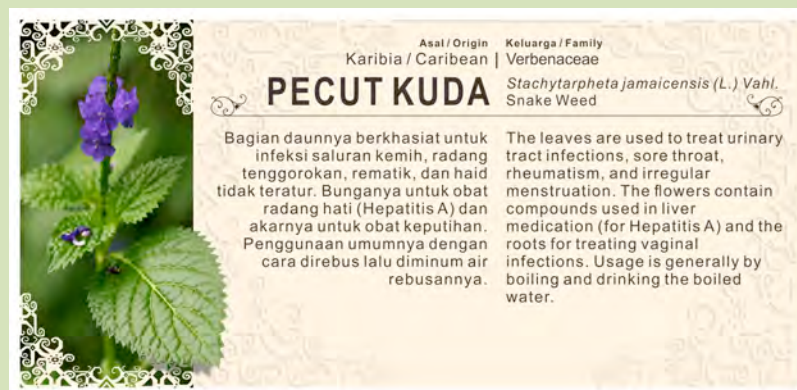 Asal / Origin
Karibia / Caribean
Keluarga / Family
Verbenaceae
PECUT KUDA
Stachytarpheta jamaicensis (L.) Vahl.
Snake Weed
Bagian daunnya berkhasiat untuk
infeksi saluran kemih, radang
tenggorokan, rematik, dan haid
tidak teratur. Bunganya untuk obat
radang hati (Hepatitis A) dan
akarnya untuk obat keputihan.
Penggunaan umumnya dengan
cara direbus lalu diminum air
rebusannya.
The leaves are used to treat urinary
tract infections, sore throat,
rheumatism, and irregular
menstruation. The flowers contain
compounds used in liver
medication (for Hepatitis A) and the
roots for treating vaginal
infections. Usage is generally by
boiling and drinking the boiled
water.